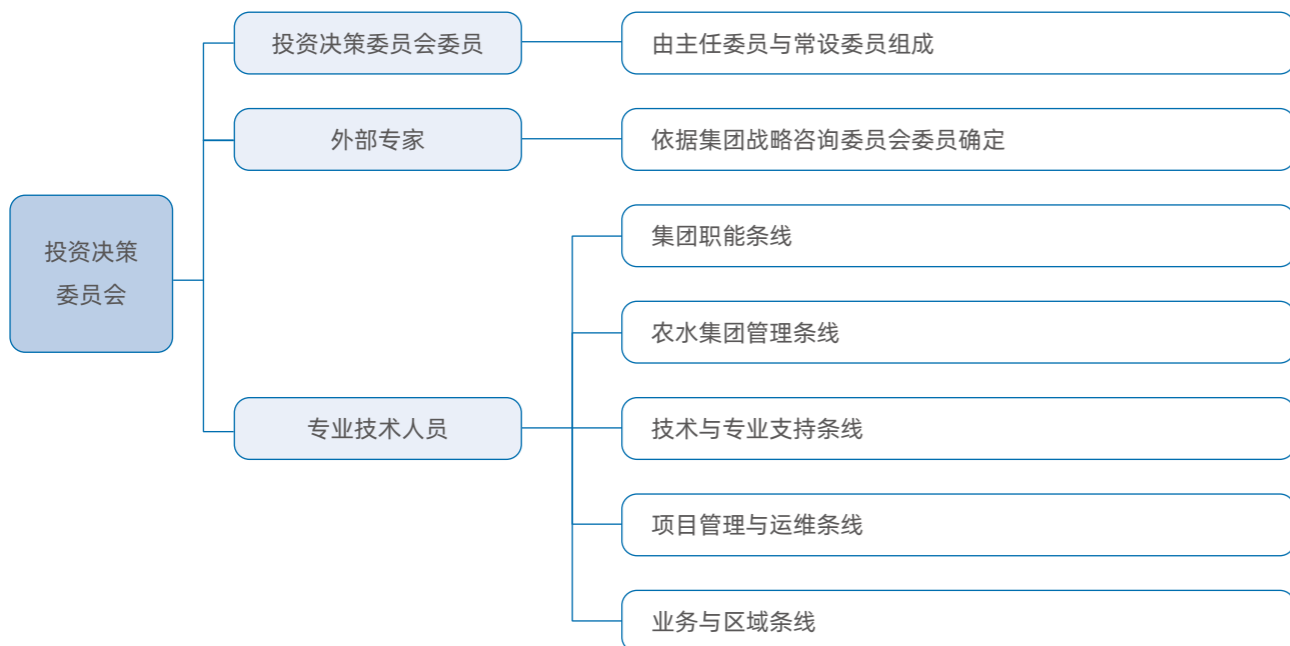 投资决策委员会委员
由主任委员与常设委员组成
外部专家
依据集团战略咨询委员会委员确定
投资决策
委员会
集团职能条线
农水集团管理条线
专业技术人员
技术与专业支持条线
项目管理与运维条线
业务与区域条线